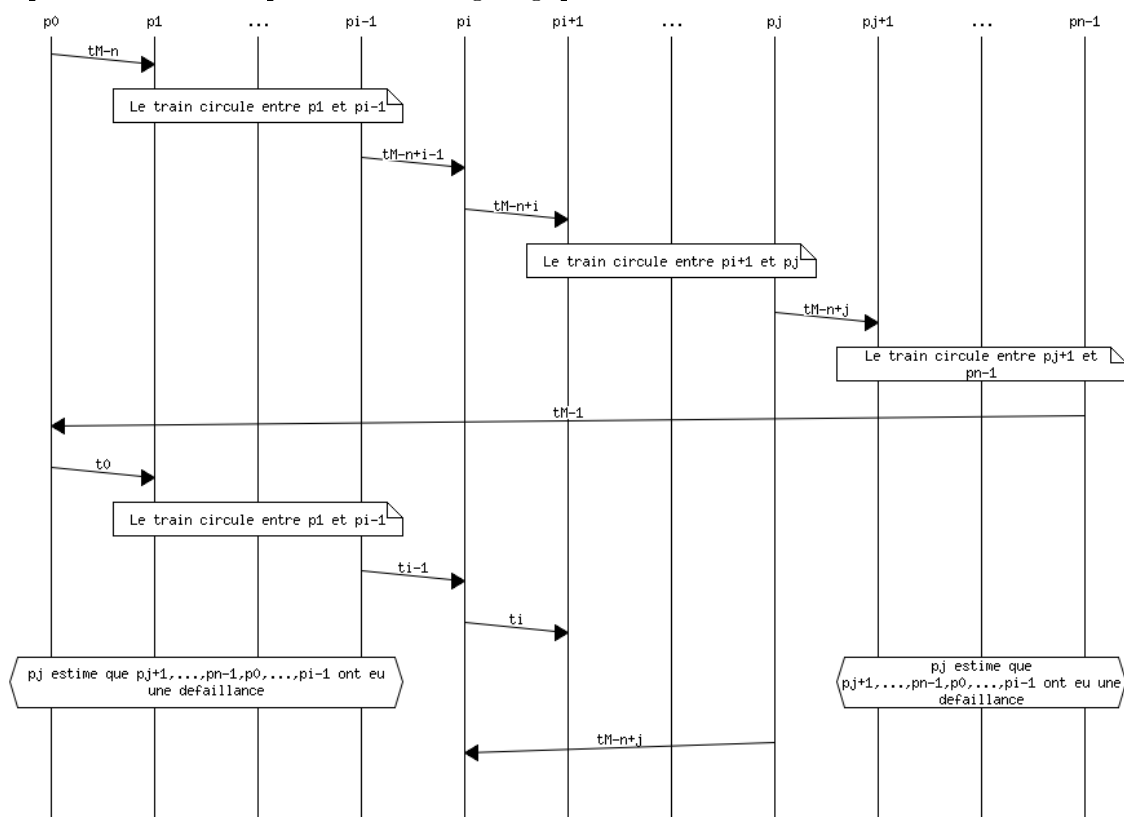 p0 p1 ... pi-1 pi pi+1 ... pj pj+1 ... pn-1
tM-n
Le train circule entre p1 et pi-1
tM-n+i-1
tM-n+i
Le train circule entre pi+1 et pj
tM-n+j
Le train circule entre pj+1 et
pn-1
tM-1
t0
Le train circule entre p1 et pi-1
ti-1
ti
pj estime que pj+1,...,pn-1,p0,...,pi-1 ont eu
une defaillance
pj estime que
pj+1,...,pn-1,p0,...,pi-1 ont eu une
defaillance
tM-n+j